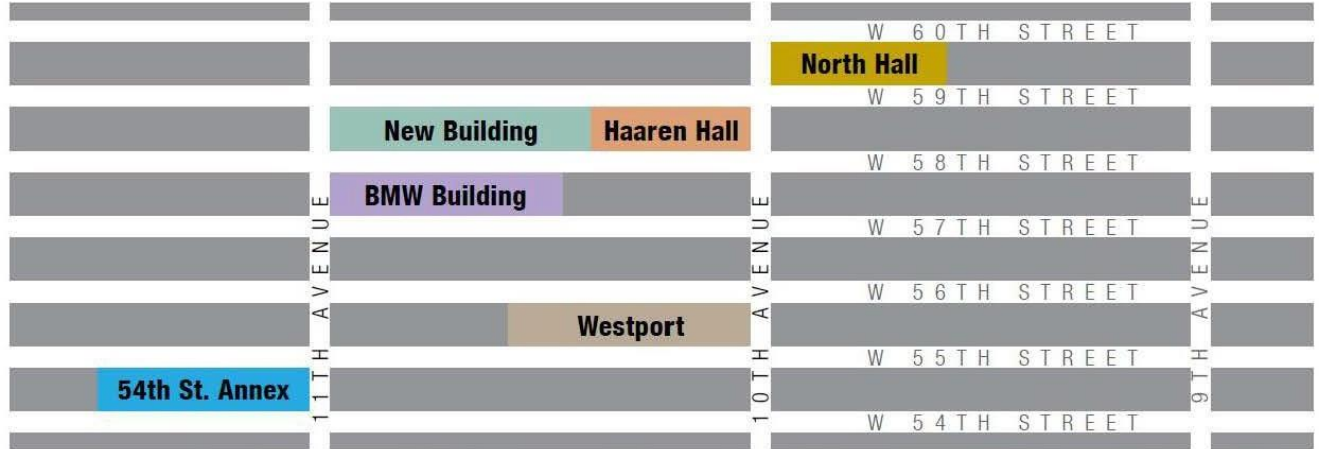 W 60TH STREET
North Hall
W 59TH STREET
New Building
Haaren Hall
W 58TH STREET
BMW Building
W 57TH STREET
W 56TH STREET
Westport
W 55TH STREET
54th St. Annex
W 54TH STREET
11TH AVENUE
10TH AVENUE
9TH AVENUE